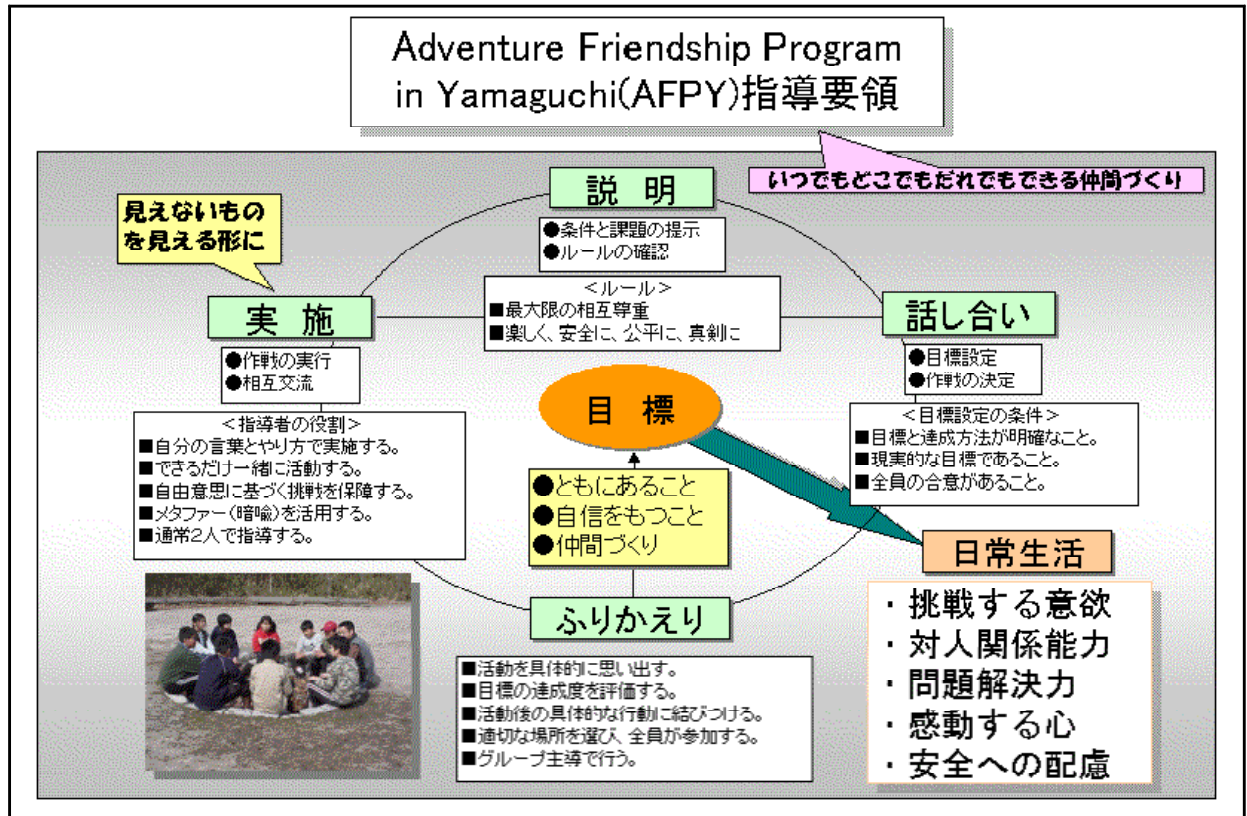 Adventure Friendship Program
in Yamaguchi(AFPY)指導要領
いつでもどこでもだれでもできる仲間づくり
説 明
●条件と課題の提示
●ルールの確認
見えないもの
を見える形に
<ルール>
■最大限の相互尊重
■楽しく、安全に、公平に、真剣に
実 施
●作戦の実行
●相互交流
<指導者の役割>
■自分の言葉とやり方で実施する。
■できるだけ一緒に活動する。
■自由意思に基づく挑戦を保障する。
■メタファー(暗喩)を活用する。
■通常2人で指導する。
話し合い
●目標設定
●作戦の決定
<目標設定の条件>
■目標と達成方法が明確なこと。
■現実的な目標であること。
■全員の合意があること。
目 標
●ともにあること
●自信をもつこと
●仲間づくり
ふりかえり
■活動を具体的に思い出す。
■目標の達成度を評価する。
■活動後の具体的な行動に結びつける。
■適切な場所を選び、全員が参加する。
■グループ主導で行う。
日常生活
・挑戦する意欲
・対人関係能力
・問題解決力
・感動する心
・安全への配慮